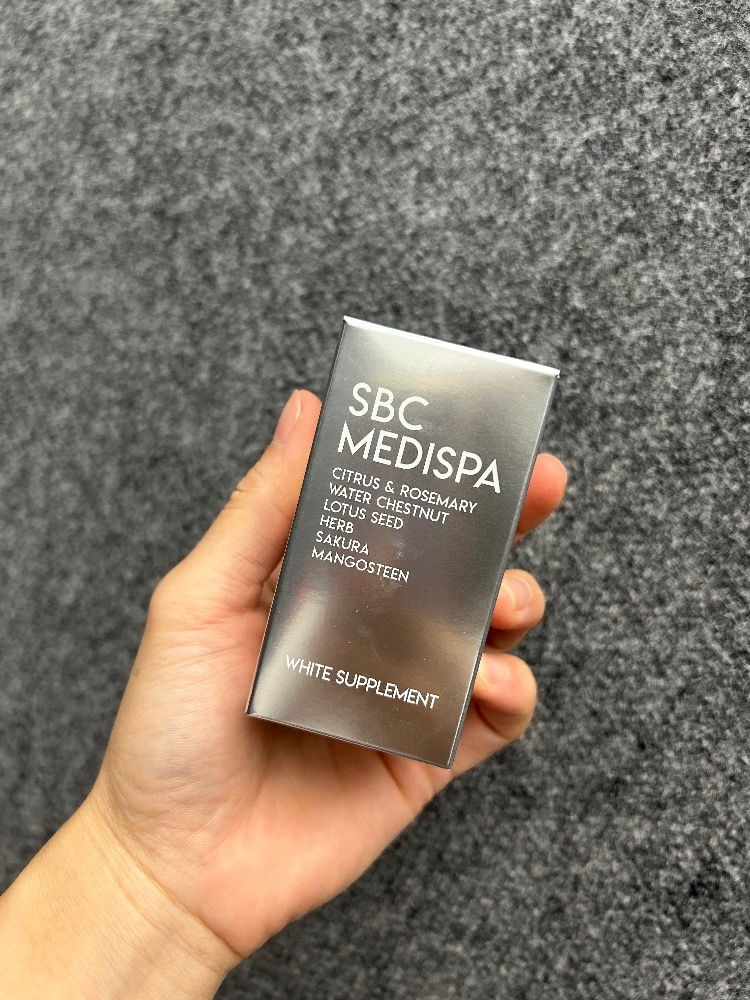 SBC
MEDISPA
CITRUS & ROSEMARY
WATER CHESTNUT
LOTUS SEED
HERB
SAKURA
MANGOSTEEN
WHITE SUPPLEMENT